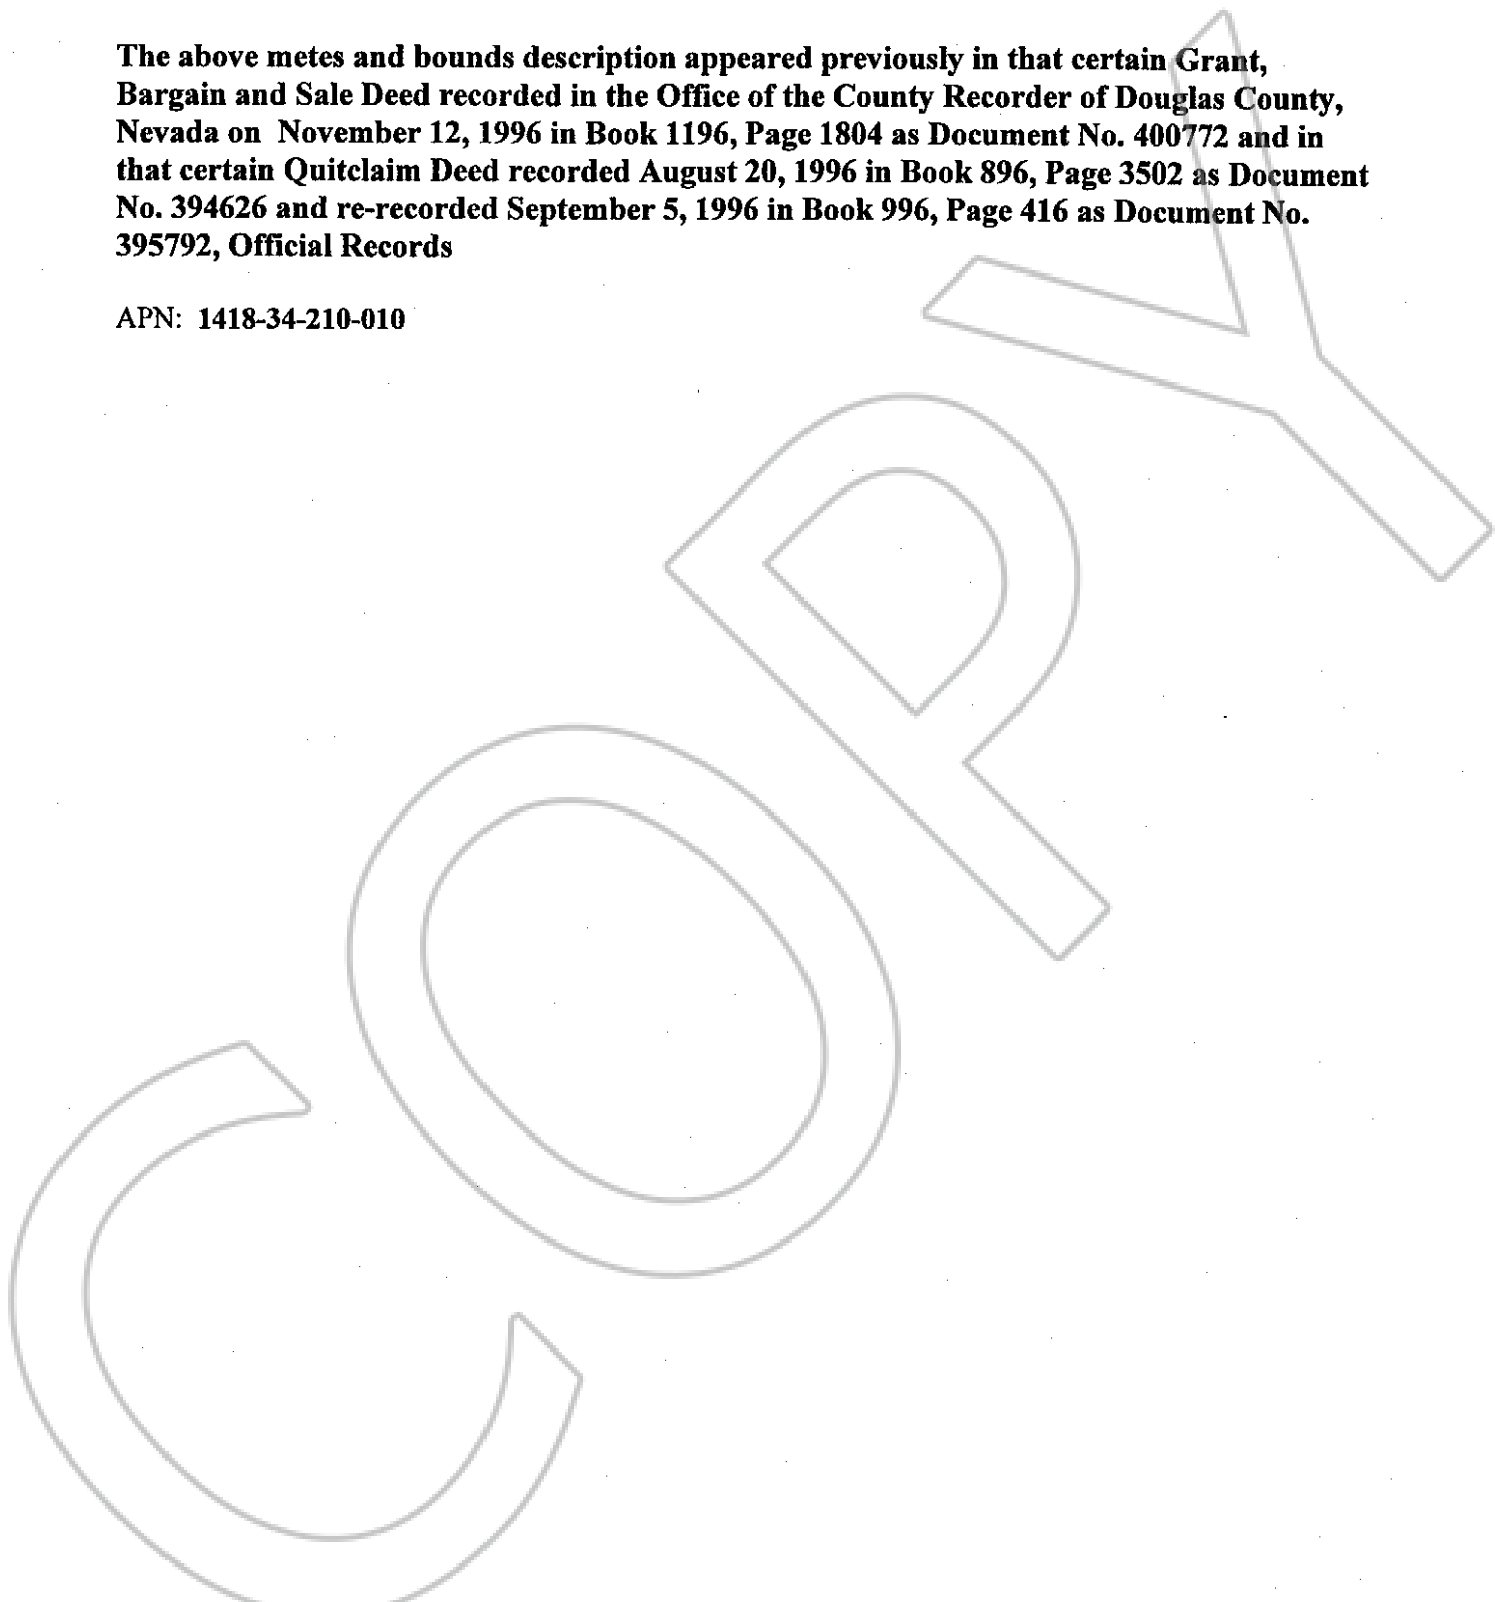 The above metes and bounds description appeared previously in that certain Grant,
Bargain and Sale Deed recorded in the Office of the County Recorder of Douglas County,
Nevada on November 12, 1996 in Book 1196, Page 1804 as Document No. 400772 and in
that certain Quitclaim Deed recorded August 20, 1996 in Book 896, Page 3502 as Document
No. 394626 and re-recorded September 5, 1996 in Book 996, Page 416 as Document No.
395792, Official Records
APN: 1418-34-210-010
COPY